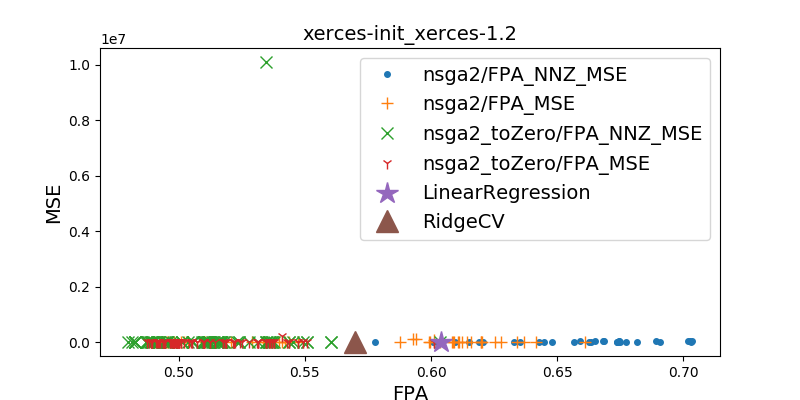 xerces-init_xerces-1.2
1e7
1.0
0.8
0.6
0.4
0.2
0.0
MSE
nsga2/FPA_NNZ_MSE
nsga2/FPA_MSE
nsga2_toZero/FPA_NNZ_MSE
nsga2_toZero/FPA_MSE
LinearRegression
RidgeCV
0.50 0.55 0.60 0.65 0.70
FPA